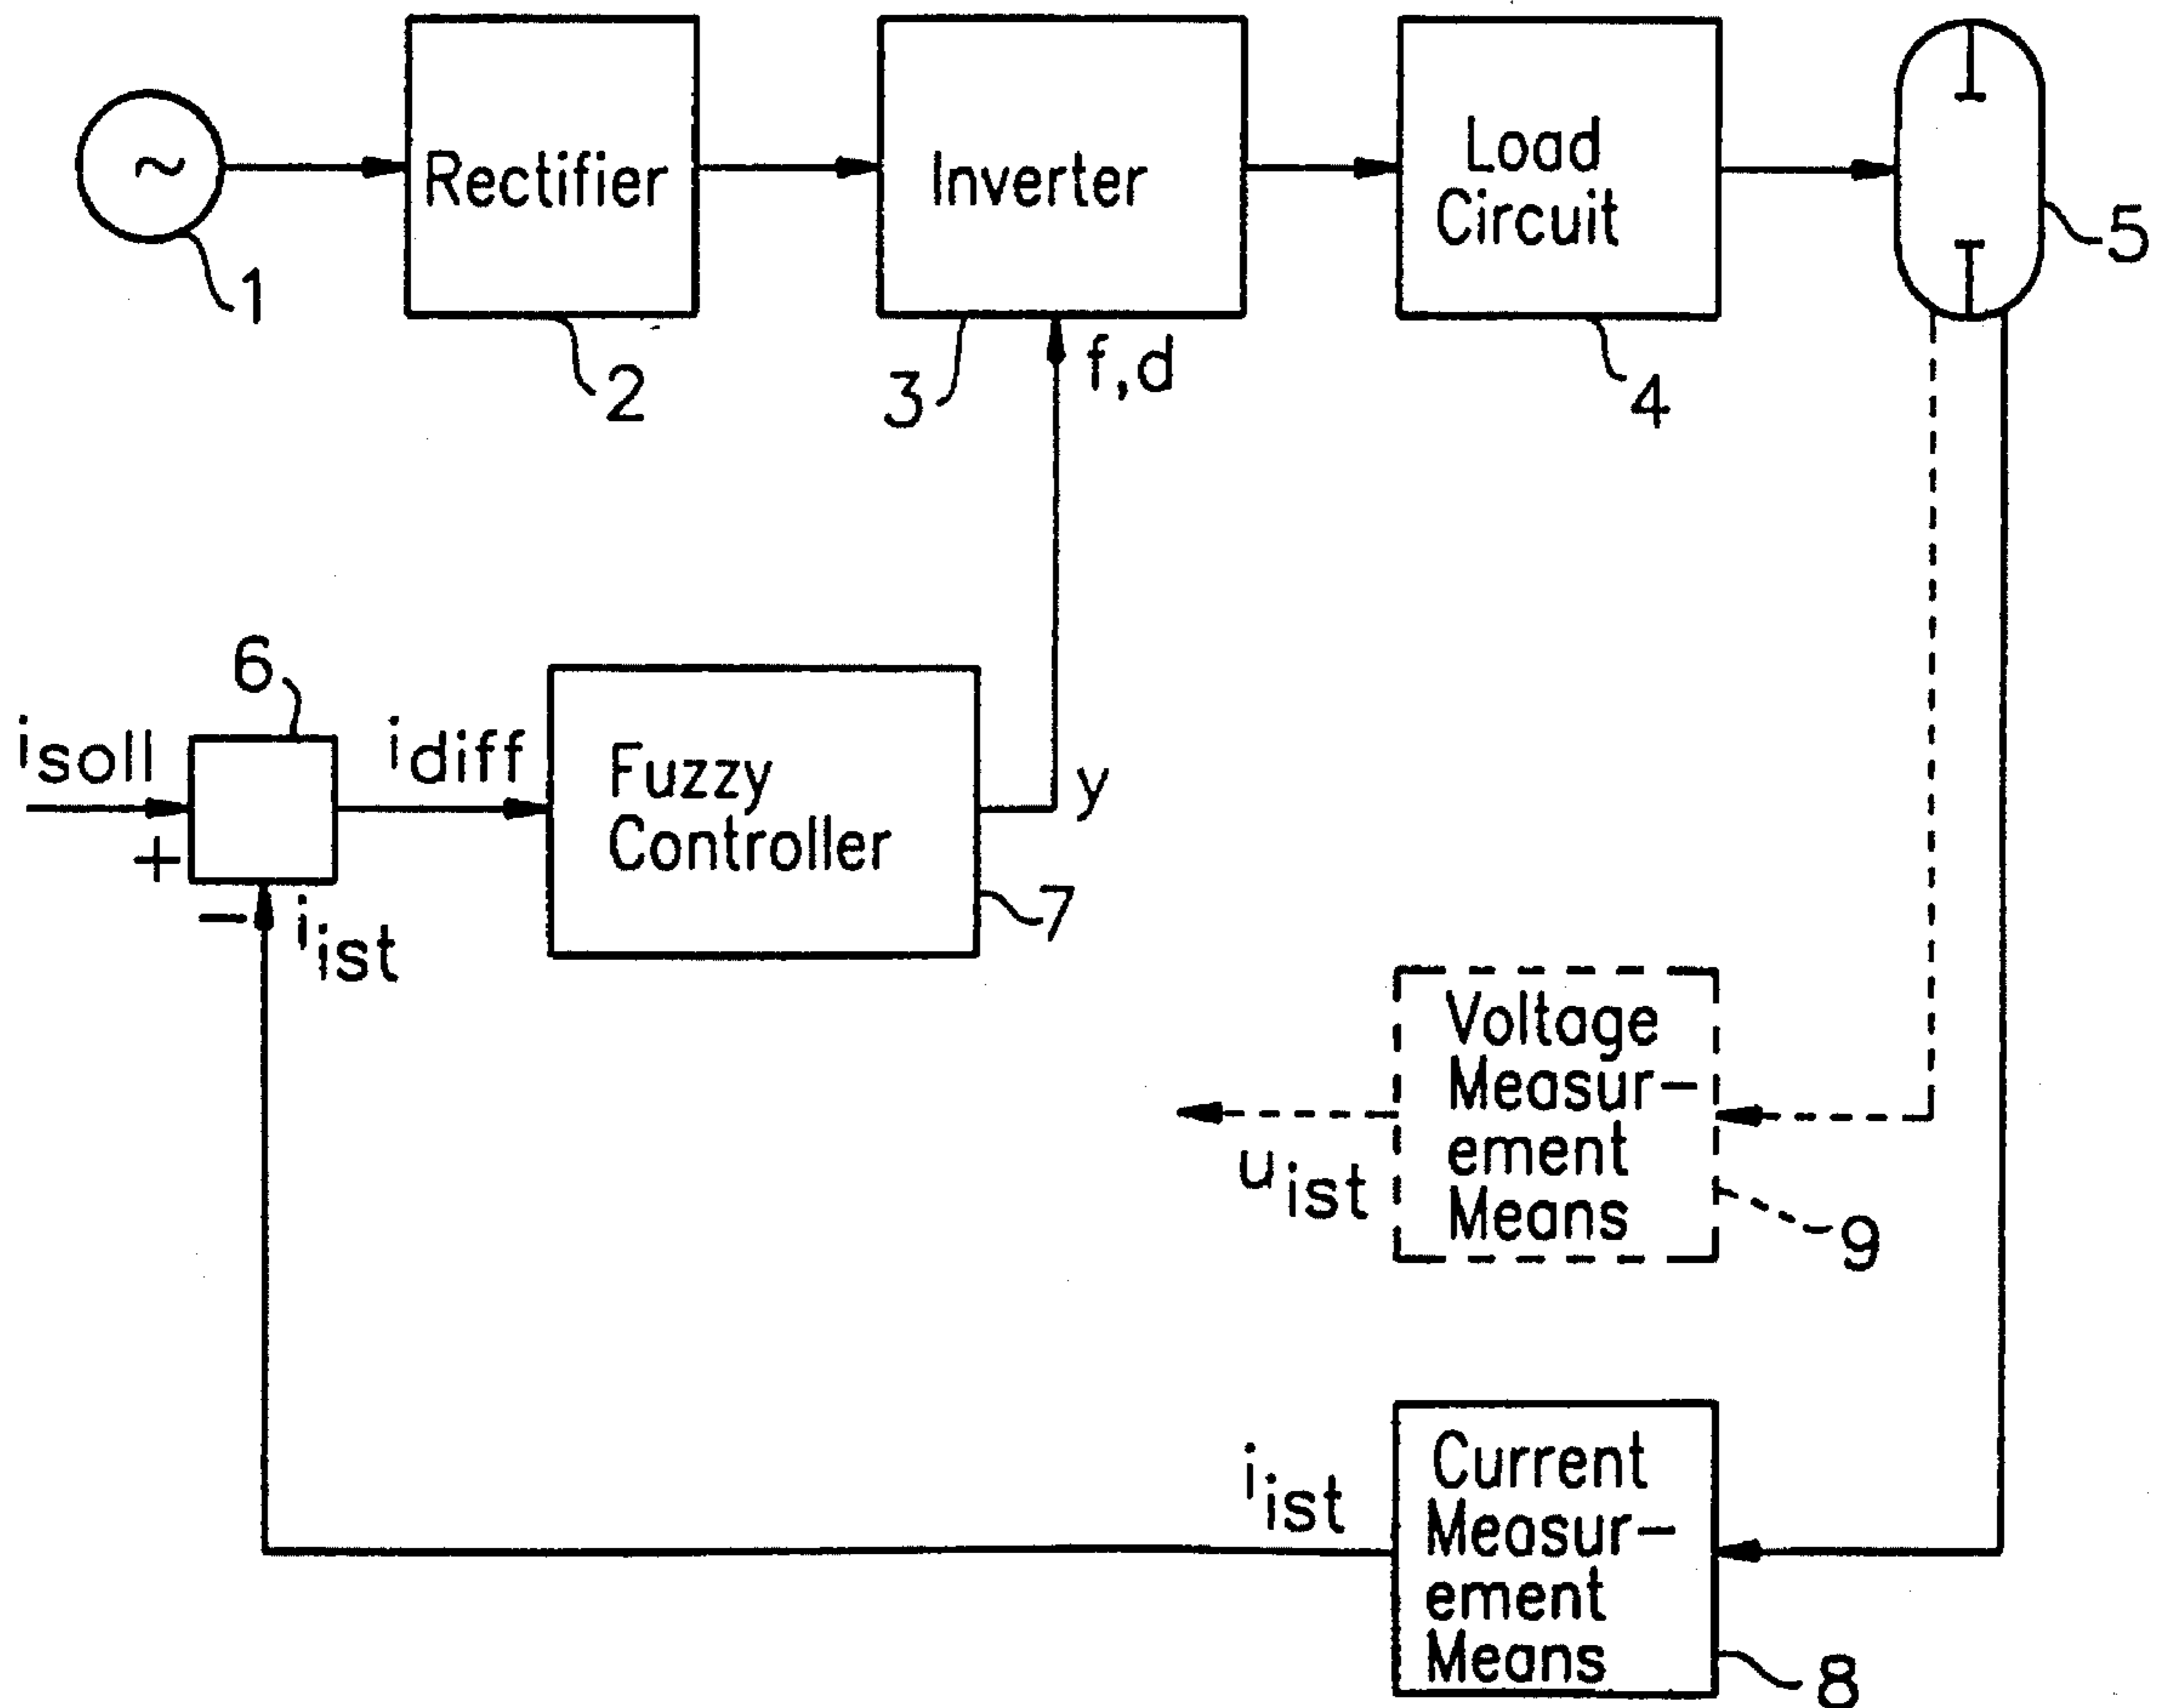 ~
Rectifier
Inverter
Load
Circuit
1
2
3
f,d
4
5
6
isoll
+
idiff
Fuzzy
Controller
y
7
−
iist
Voltage
Measur-
ement
Means
uist
9
iist
Current
Measur-
ement
Means
8